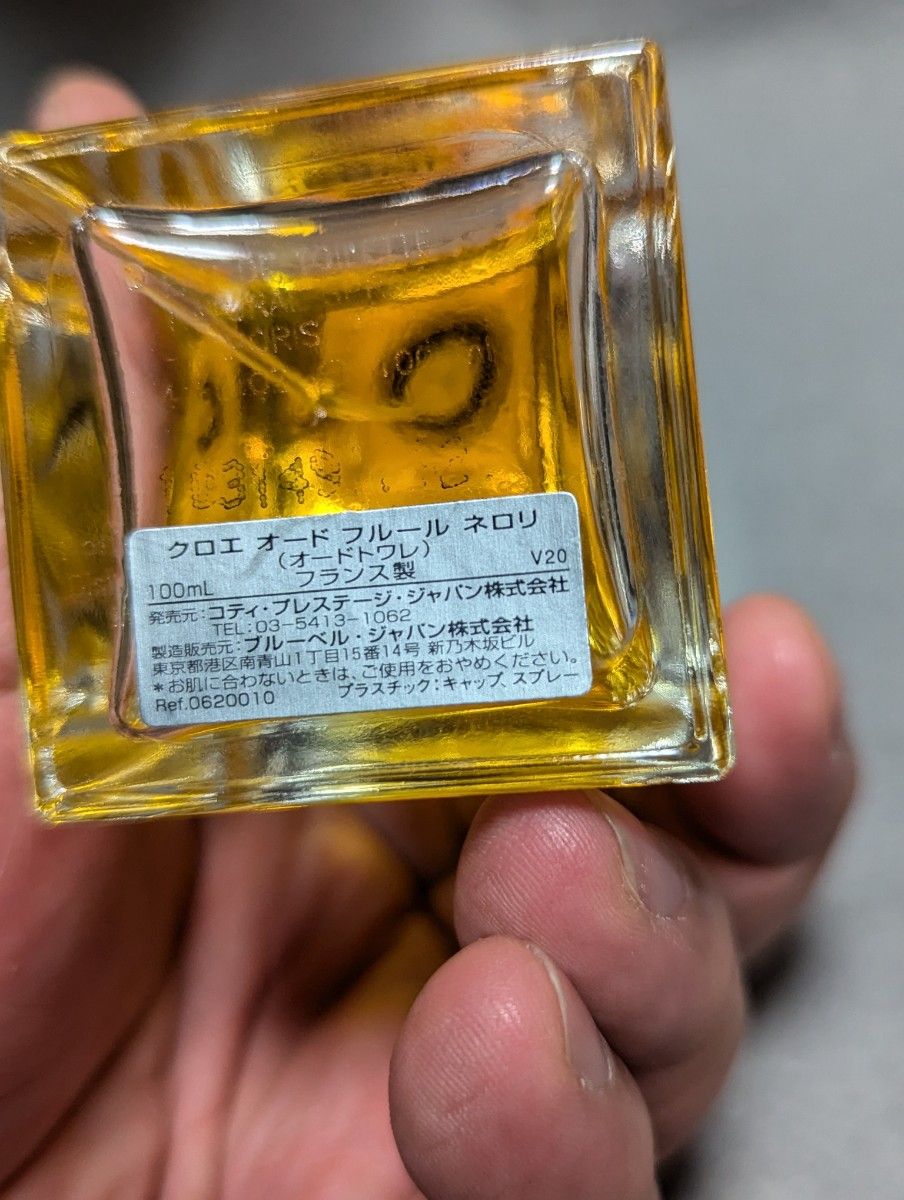 DE TOILETTE
クロエ オード フルール ネロリ
(オードトワレ)
フランス製
100mL V20
発売元:コティ・プレステージ・ジャパン株式会社
TEL:03-5413-1062
製造販売元:ブルーベル・ジャパン株式会社
東京都港区南青山1丁目15番14号 新乃木坂ビル
*お肌に合わないときは、ご使用をおやめください。
Ref.0620010 プラスチック:キャップ、スプレー